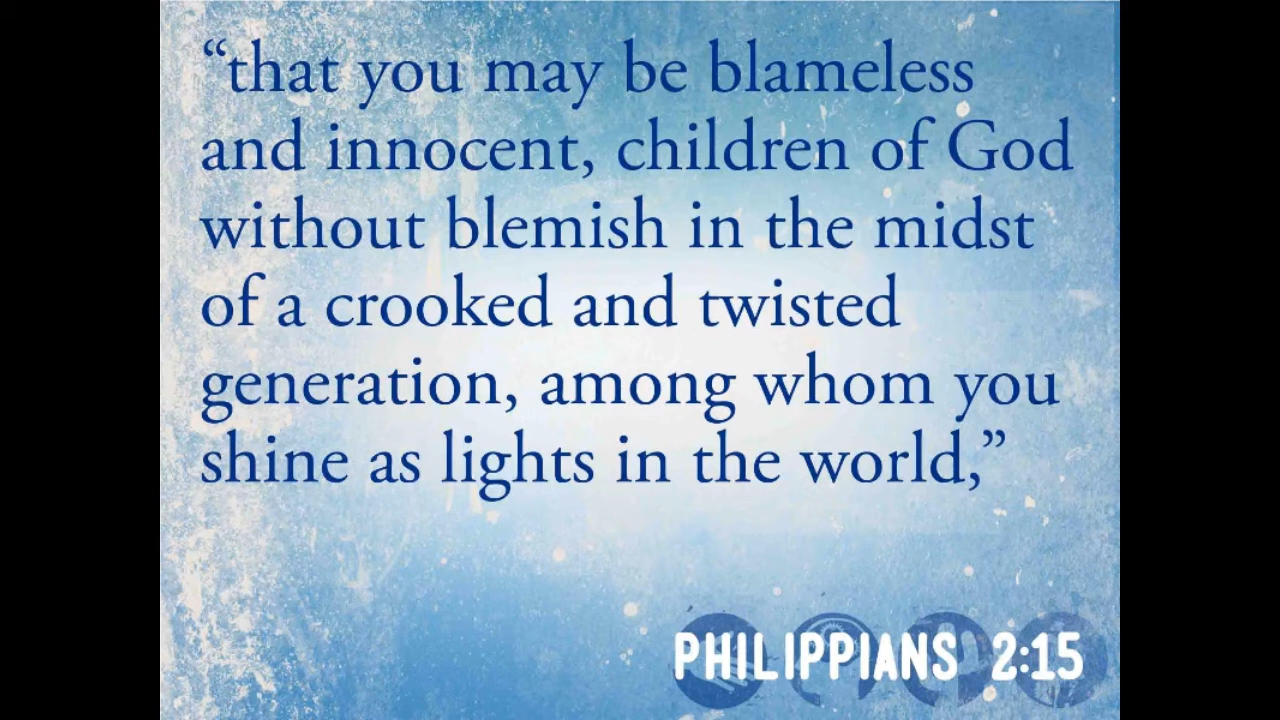 “that you may be blameless
and innocent, children of God
without blemish in the midst
of a crooked and twisted
generation, among whom you
shine as lights in the world,”
PHILIPPIANS 2:15